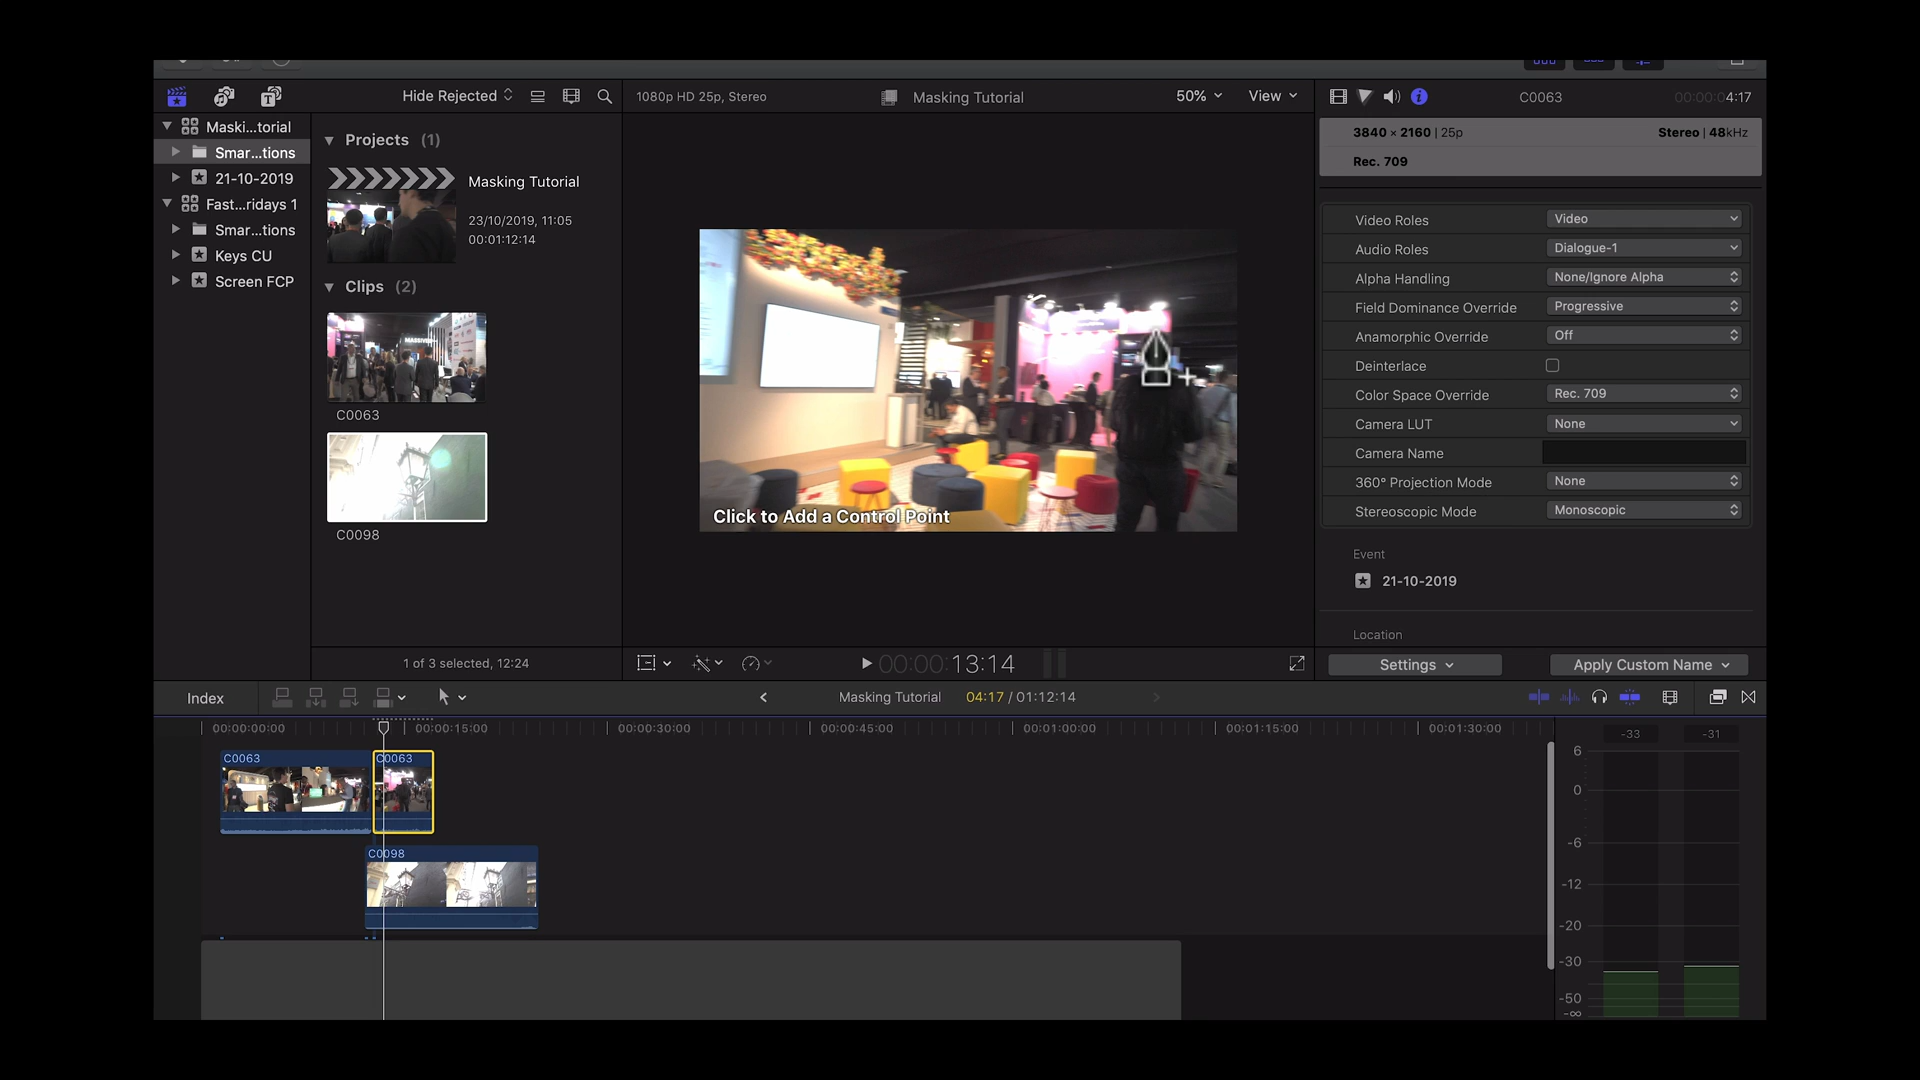 Hide Rejected
1080p HD 25p, Stereo
Masking Tutorial
50%
View
C0063
00:00:04:17
Maski...torial
Smar...tions
21-10-2019
Fast...ridays 1
Smar...tions
Keys CU
Screen FCP
Projects (1)
Masking Tutorial
23/10/2019, 11:05
00:01:12:14
Clips (2)
C0063
C0098
1 of 3 selected, 12:24
Click to Add a Control Point
00:00:00:13:14
3840 × 2160 | 25p
Stereo | 48kHz
Rec. 709
Video Roles
Video
Audio Roles
Dialogue-1
Alpha Handling
None/Ignore Alpha
Field Dominance Override
Progressive
Anamorphic Override
Off
Deinterlace
Color Space Override
Rec. 709
Camera LUT
None
Camera Name
360° Projection Mode
None
Stereoscopic Mode
Monoscopic
Event
21-10-2019
Location
Settings
Apply Custom Name
Index
Masking Tutorial
04:17 / 01:12:14
00:00:00:00
00:00:15:00
00:00:30:00
00:00:45:00
00:01:00:00
00:01:15:00
00:01:30:00
C0063
C0063
C0098
-33
-31
6
0
-6
-12
-20
-30
-50
-∞